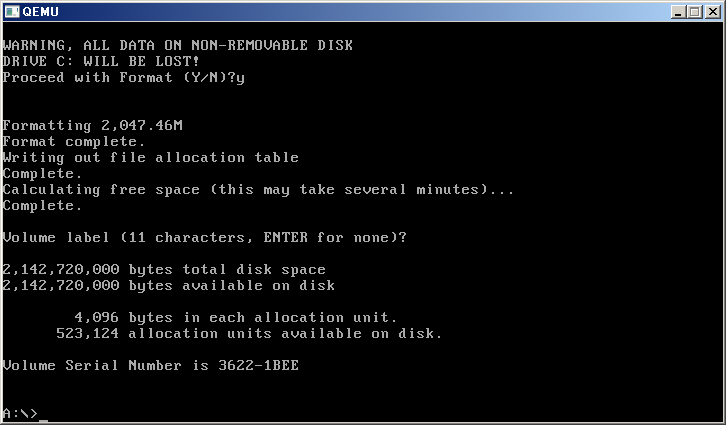 QEMU
WARNING, ALL DATA ON NON-REMOVABLE DISK
DRIVE C: WILL BE LOST!
Proceed with Format (Y/N)?y
Formatting 2,047.46M
Format complete.
Writing out file allocation table
Complete.
Calculating free space (this may take several minutes)...
Complete.
Volume label (11 characters, ENTER for none)?
2,142,720,000 bytes total disk space
2,142,720,000 bytes available on disk
4,096 bytes in each allocation unit.
523,124 allocation units available on disk.
Volume Serial Number is 3622-1BEE
A:\>_